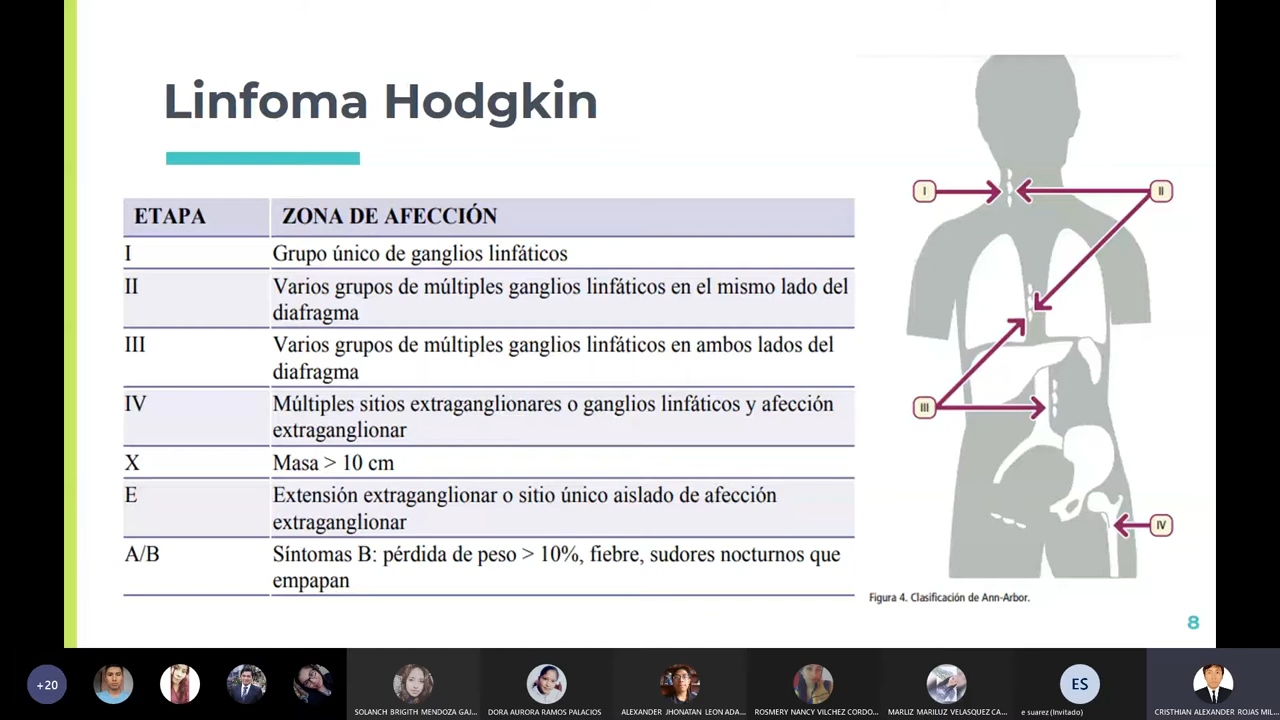 Linfoma Hodgkin
ETAPA ZONA DE AFECCIÓN
I Grupo único de ganglios linfáticos
II Varios grupos de múltiples ganglios linfáticos en el mismo lado del
diafragma
III Varios grupos de múltiples ganglios linfáticos en ambos lados del
diafragma
IV Múltiples sitios extraganglionares o ganglios linfáticos y afección
extraganglionar
X Masa > 10 cm
E Extensión extraganglionar o sitio único aislado de afección
extraganglionar
A/B Síntomas B: pérdida de peso > 10%, fiebre, sudores nocturnos que
empapan
I
II
III
IV
Figura 4. Clasificación de Ann-Arbor.
8
+20
ES
SOLANCH BRIGITH MENDOZA GAJ...
DORA AURORA RAMOS PALACIOS
ALEXANDER JHONATAN LEON ADA...
ROSMERY NANCY VILCHEZ CORDO...
MARLIZ MARILUZ VELASQUEZ CA...
e suarez (Invitado)
CRISTHIAN ALEXANDER ROJAS MIL...